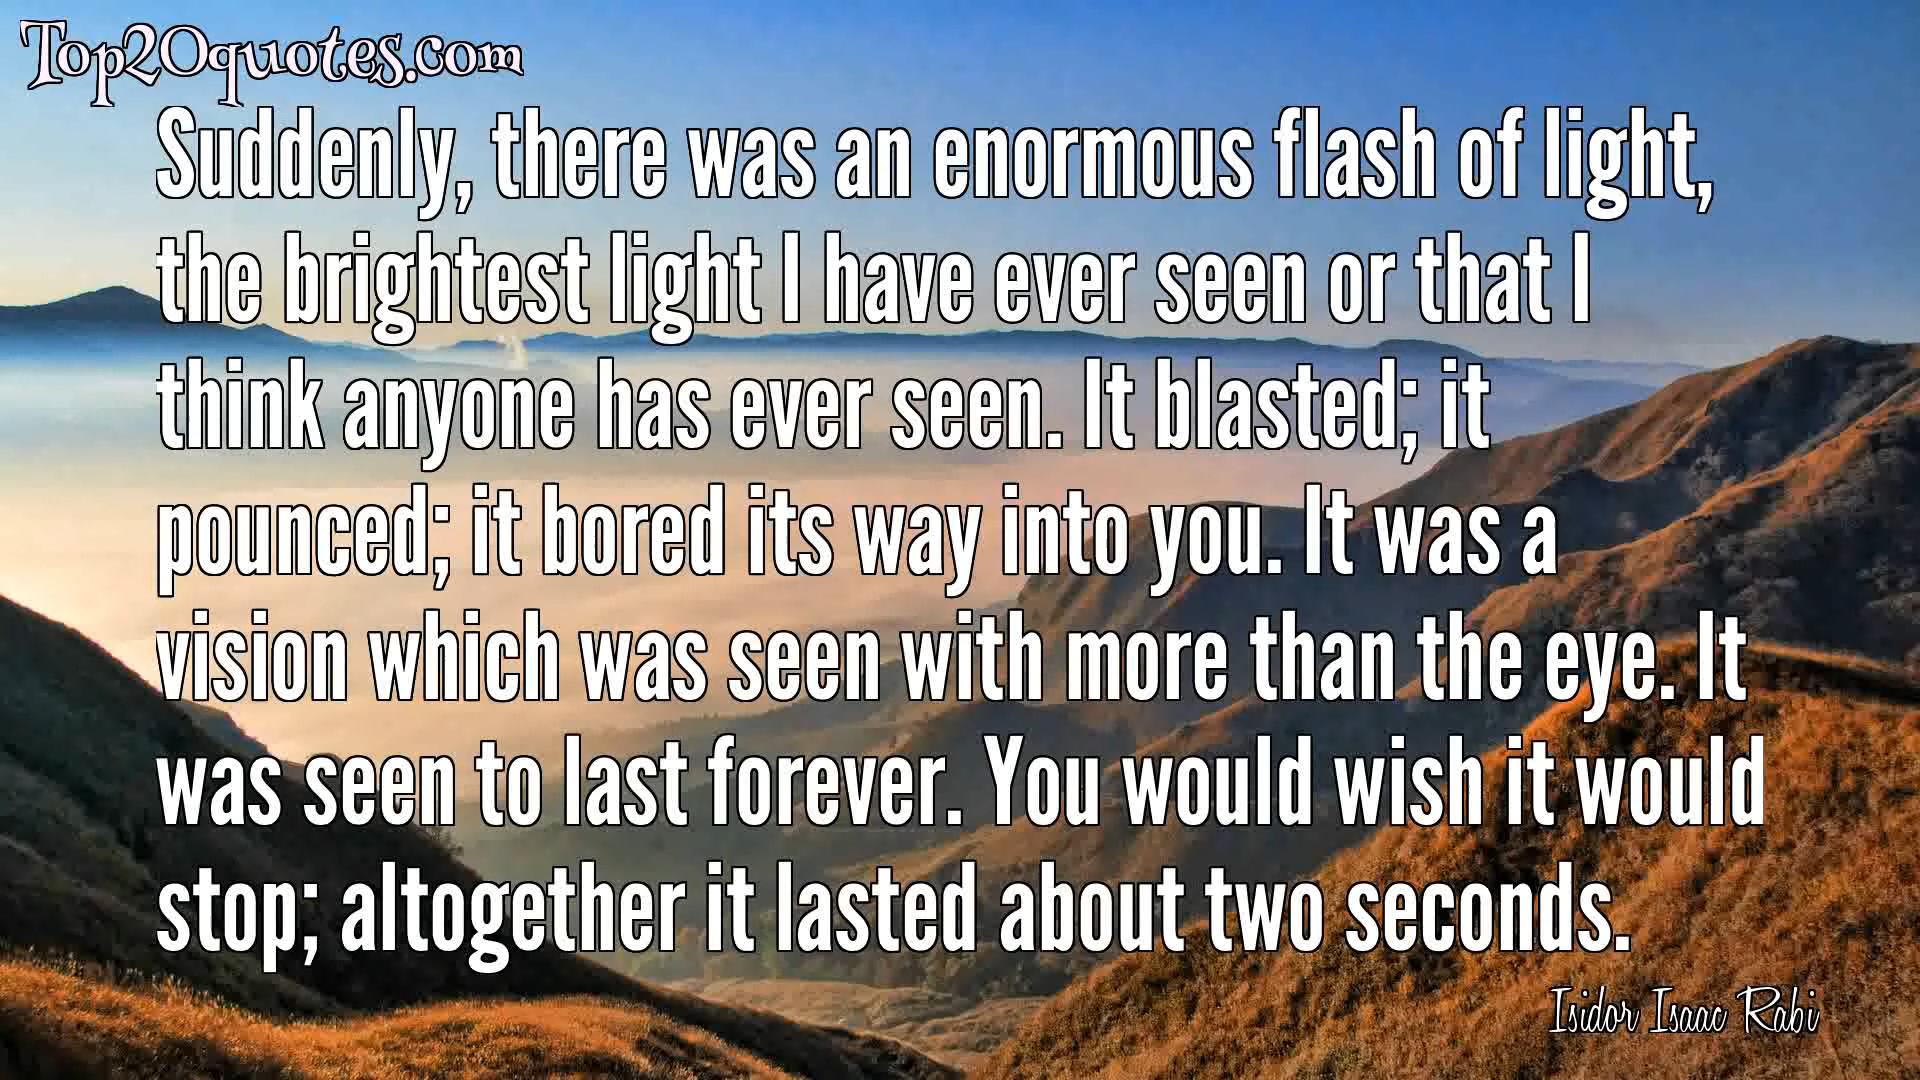 Top20quotes.com
Suddenly, there was an enormous flash of light,
the brightest light I have ever seen or that I
think anyone has ever seen. It blasted; it
pounced; it bored its way into you. It was a
vision which was seen with more than the eye. It
was seen to last forever. You would wish it would
stop; altogether it lasted about two seconds.
Isidor Isaac Rabi